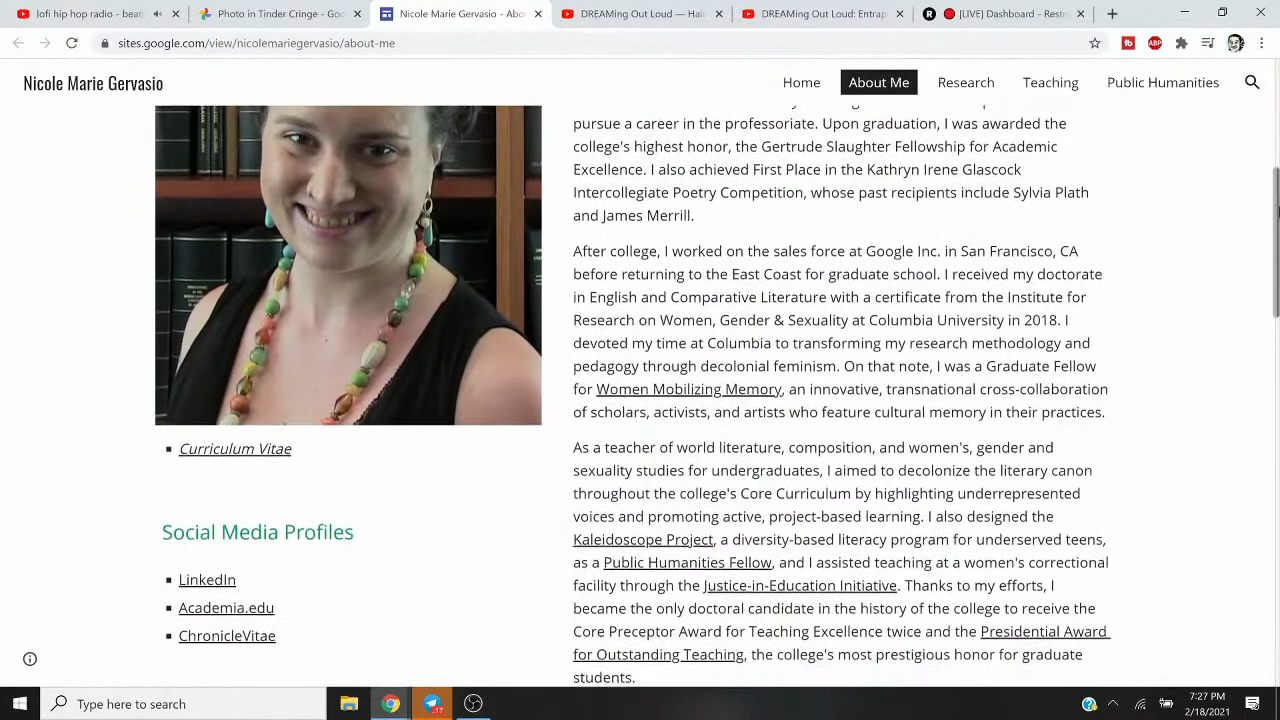 lofi hip hop radio beats
Photo in Tinder Cringe - Go
Nicole Marie Gervasio - Ab
DREAMing Out Loud — Hai
DREAMing Out Loud: Entrap
[LIVE] Dashboard - Restre
sites.google.com/view/nicolemariegervasio/about-me
Nicole Marie Gervasio
Home
About Me
Research
Teaching
Public Humanities
pursue a career in the professoriate. Upon graduation, I was awarded the
college's highest honor, the Gertrude Slaughter Fellowship for Academic
Excellence. I also achieved First Place in the Kathryn Irene Glascock
Intercollegiate Poetry Competition, whose past recipients include Sylvia Plath
and James Merrill.
After college, I worked on the sales force at Google Inc. in San Francisco, CA
before returning to the East Coast for graduate school. I received my doctorate
in English and Comparative Literature with a certificate from the Institute for
Research on Women, Gender & Sexuality at Columbia University in 2018. I
devoted my time at Columbia to transforming my research methodology and
pedagogy through decolonial feminism. On that note, I was a Graduate Fellow
for Women Mobilizing Memory, an innovative, transnational cross-collaboration
of scholars, activists, and artists who feature cultural memory in their practices.
As a teacher of world literature, composition, and women's, gender and
sexuality studies for undergraduates, I aimed to decolonize the literary canon
throughout the college's Core Curriculum by highlighting underrepresented
voices and promoting active, project-based learning. I also designed the
Kaleidoscope Project, a diversity-based literacy program for underserved teens,
as a Public Humanities Fellow, and I assisted teaching at a women's correctional
facility through the Justice-in-Education Initiative. Thanks to my efforts, I
became the only doctoral candidate in the history of the college to receive the
Core Preceptor Award for Teaching Excellence twice and the Presidential Award
for Outstanding Teaching, the college's most prestigious honor for graduate
students.
Curriculum Vitae
Social Media Profiles
LinkedIn
Academia.edu
ChronicleVitae
Type here to search
7:27 PM
2/18/2021